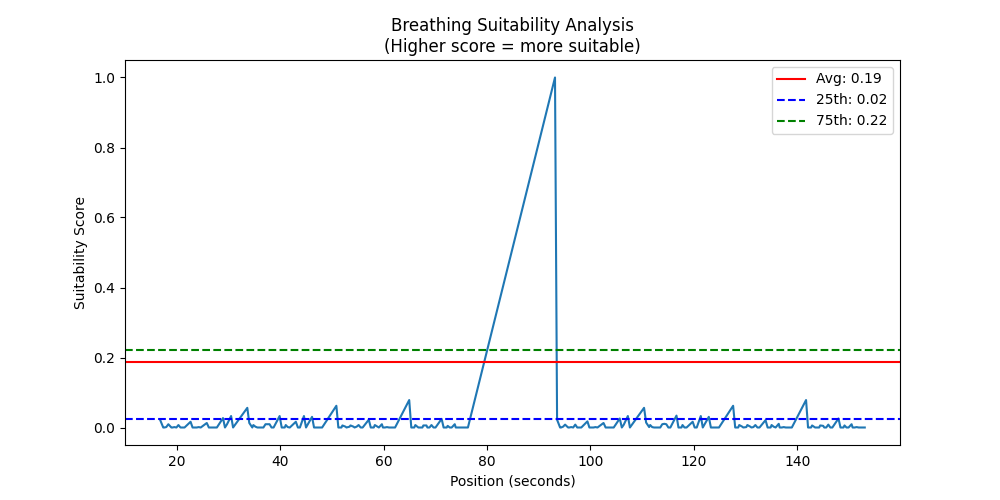 Breathing Suitability Analysis
(Higher score = more suitable)
Avg: 0.19
25th: 0.02
75th: 0.22
Suitability Score
1.0
0.8
0.6
0.4
0.2
0.0
20 40 60 80 100 120 140
Position (seconds)